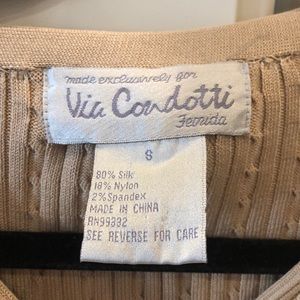 made exclusively for
Via Condotti
Florida
S
80% Silk
18% Nylon
2% Spandex
MADE IN CHINA
RN99332
SEE REVERSE FOR CARE